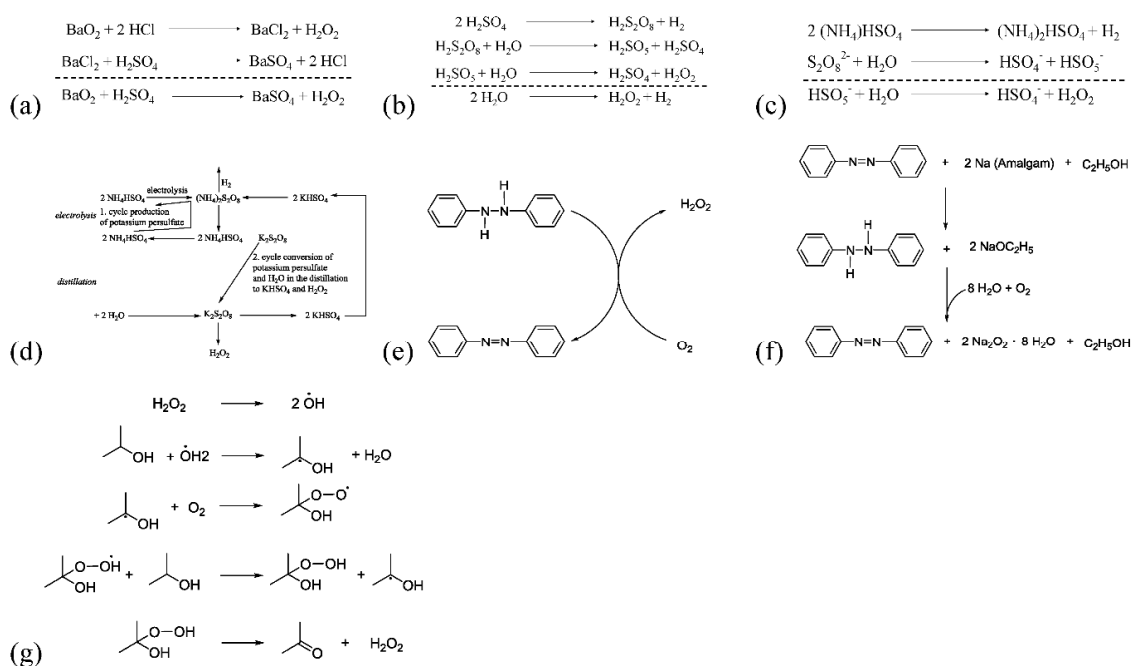 BaO2 + 2 HCl BaCl2 + H2O2
BaCl2 + H2SO4 BaSO4 + 2 HCl
(a) BaO2 + H2SO4 BaSO4 + H2O2
2 H2SO4 H2S2O8 + H2
H2S2O8 + H2O H2SO5 + H2SO4
H2SO5 + H2O H2SO4 + H2O2
(b) 2 H2O H2O2 + H2
2 (NH4)HSO4 (NH4)2HSO4 + H2
S2O8 2- + H2O HSO4- + HSO5-
(c) HSO5- + H2O HSO4- + H2O2
H2
electrolysis
2 NH4HSO4 (NH4)2S2O8 2 KHSO4
electrolysis 1. cycle production
of potassium persulfate
2 NH4HSO4 2 NH4HSO4 K2S2O8
2. cycle conversion of
potassium persulfate
distillation and H2O in the distillation
to KHSO4 and H2O2
+ 2 H2O K2S2O8 2 KHSO4
(d) H2O2
H
N-N H2O2
H
(e) N=N O2
N=N + 2 Na (Amalgam) + C2H5OH
H
N-N + 2 NaOC2H5
H
8 H2O + O2
(f) N=N + 2 Na2O2 · 8 H2O + C2H5OH
H2O2 2 ȮH
OH + ȮH2 OH + H2O
OH + O2 O-O• OH
O-OH• OH + OH O-OH OH + OH
(g) O-OH OH O + H2O2